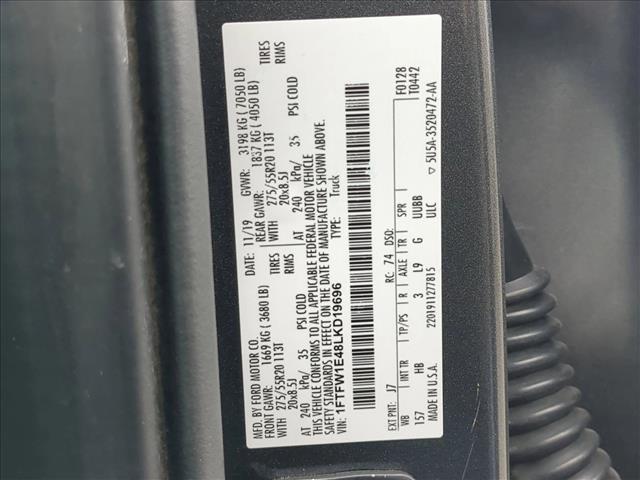 MFD. BY FORD MOTOR CO.
DATE: 11/19 GVWR: 3198 KG ( 7050 LB)
FRONT GAWR: 1669 KG ( 3680 LB) REAR GAWR: 1837 KG ( 4050 LB)
WITH 275/55R20 113T TIRES WITH 275/55R20 113T TIRES
20x8.5J RIMS 20x8.5J RIMS
AT 240 kPa/ 35 PSI COLD AT 240 kPa/ 35 PSI COLD
THIS VEHICLE CONFORMS TO ALL APPLICABLE FEDERAL MOTOR VEHICLE
SAFETY STANDARDS IN EFFECT ON THE DATE OF MANUFACTURE SHOWN ABOVE.
VIN: 1FTFW1E48LKD19696 TYPE: Truck
F0128
T0442
EXT PNT: J7 RC: 74 DSO:
WB INT TR TP/PS R AXLE TR SPR
157 HB 3 L9 G UUBB
MADE IN U.S.A. 2201911277815 ULC ▽ 5U5A-3520472-AA